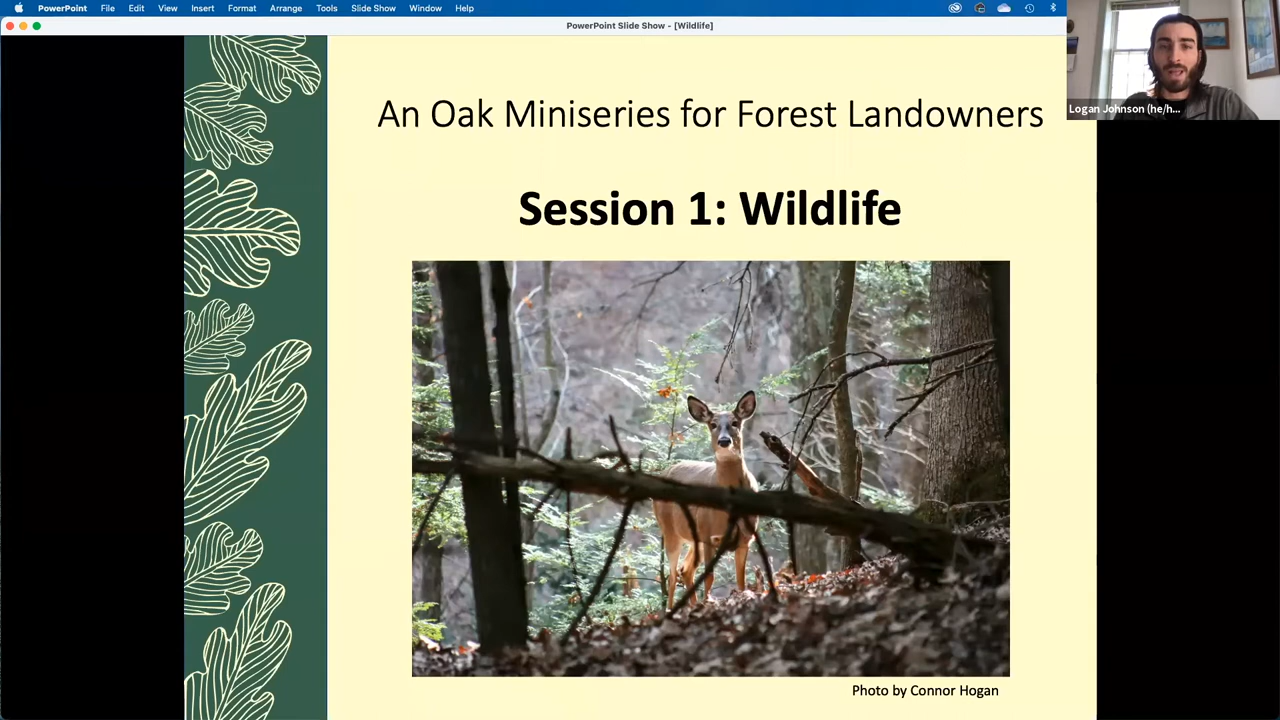 PowerPoint File Edit View Insert Format Arrange Tools Slide Show Window Help
PowerPoint Slide Show - [Wildlife]
Logan Johnson (he/h...
An Oak Miniseries for Forest Landowners
Session 1: Wildlife
Photo by Connor Hogan